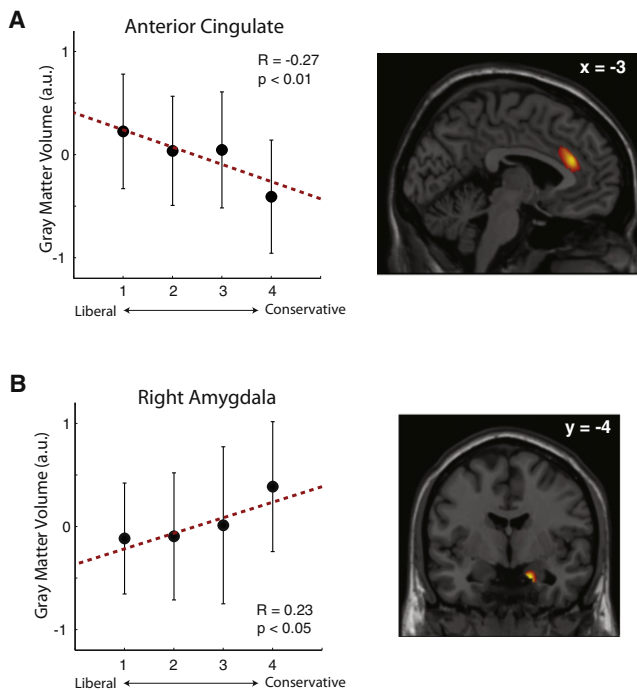 A
Anterior Cingulate
R = -0.27
p < 0.01
Gray Matter Volume (a.u.)
1
0
-1
1 2 3 4
Liberal Conservative
x = -3
B
Right Amygdala
Gray Matter Volume (a.u.)
1
0
-1
R = 0.23
p < 0.05
1 2 3 4
Liberal Conservative
y = -4